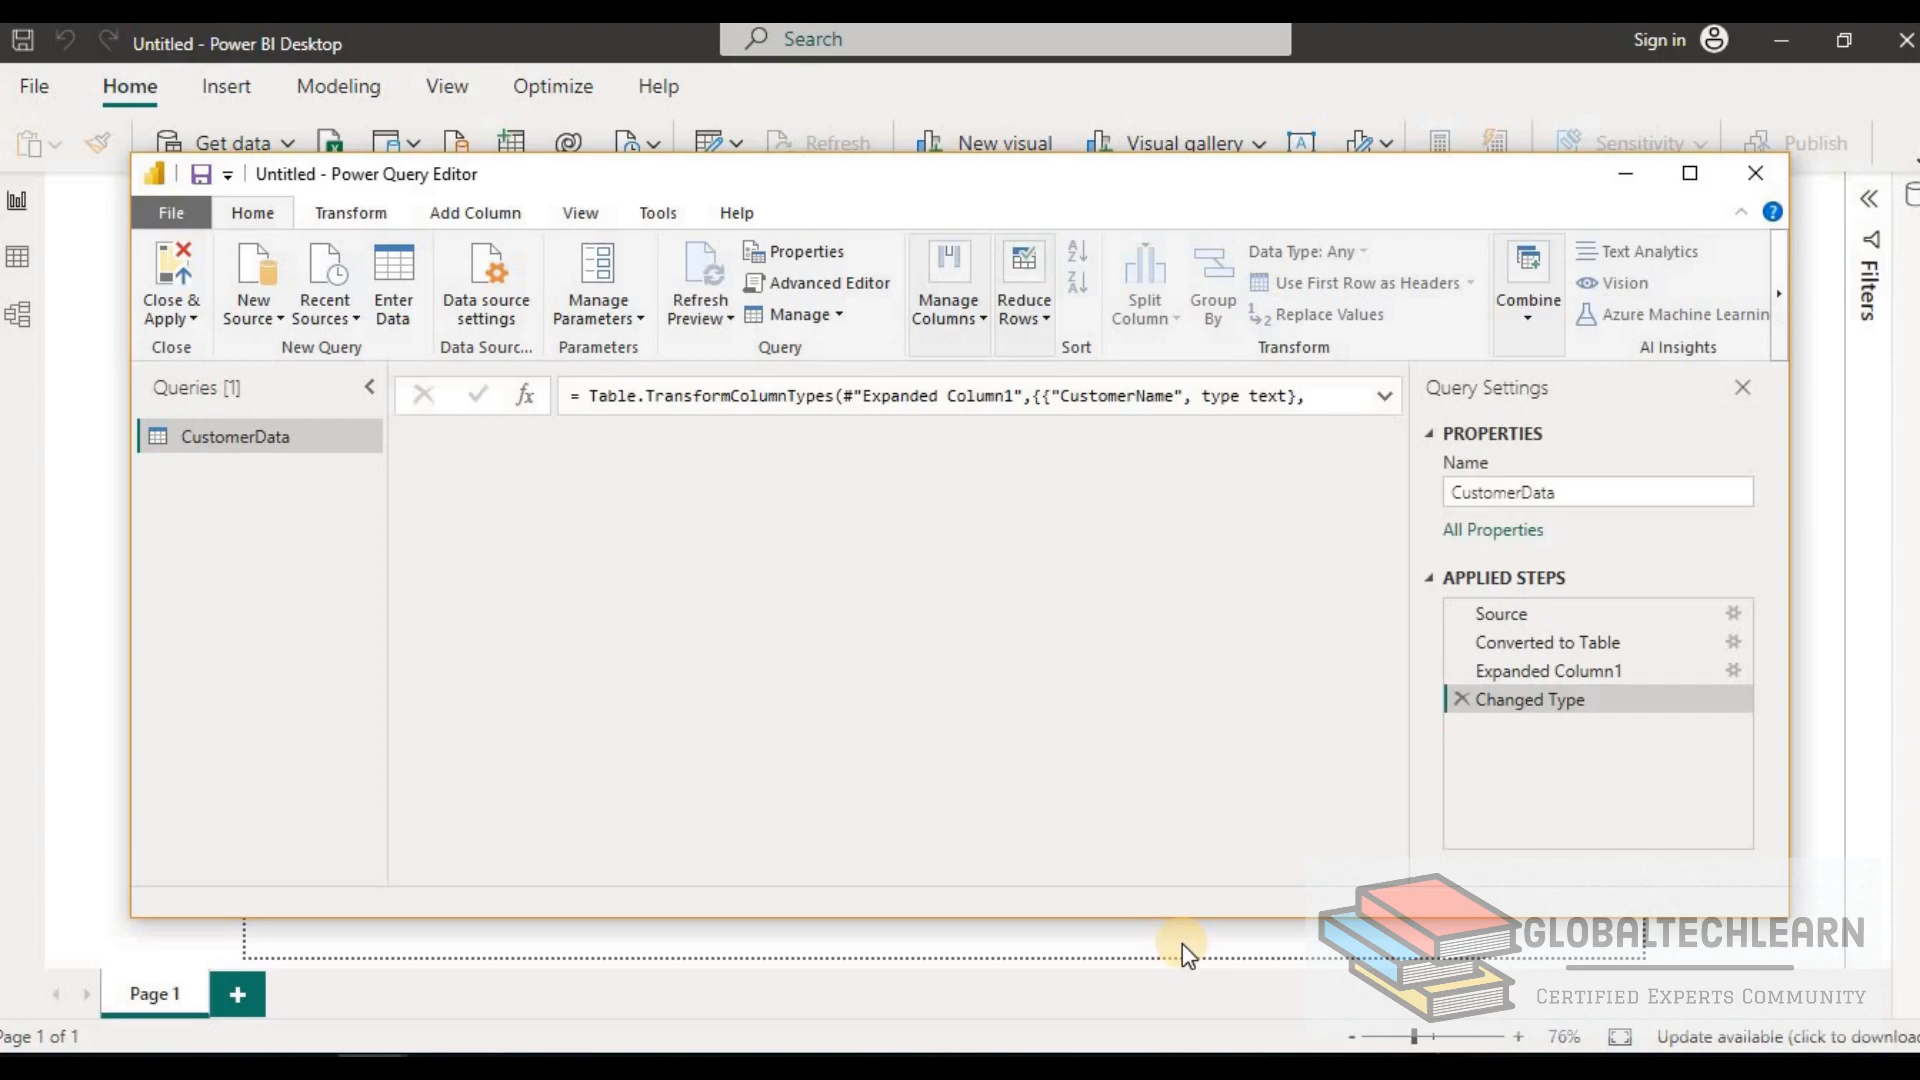 Untitled - Power BI Desktop
Search
Sign in
File Home Insert Modeling View Optimize Help
Get data Refresh New visual Visual gallery Sensitivity Publish
Untitled - Power Query Editor
File Home Transform Add Column View Tools Help
Close & Apply
New Source
Recent Sources
Enter Data
Data source settings
Manage Parameters
Refresh Preview
Properties
Advanced Editor
Manage
Manage Columns
Reduce Rows
Split Column
Group By
Data Type: Any
Use First Row as Headers
Replace Values
Combine
Text Analytics
Vision
Azure Machine Learnin
Close
New Query
Data Sourc...
Parameters
Query
Sort
Transform
AI Insights
Filters
Queries [1]
fx
= Table.TransformColumnTypes(#"Expanded Column1",{{"CustomerName", type text},
CustomerData
Query Settings
PROPERTIES
Name
CustomerData
All Properties
APPLIED STEPS
Source
Converted to Table
Expanded Column1
Changed Type
GLOBALTECHLEARN
CERTIFIED EXPERTS COMMUNITY
Page 1
Page 1 of 1
76%
Update available (click to downloa